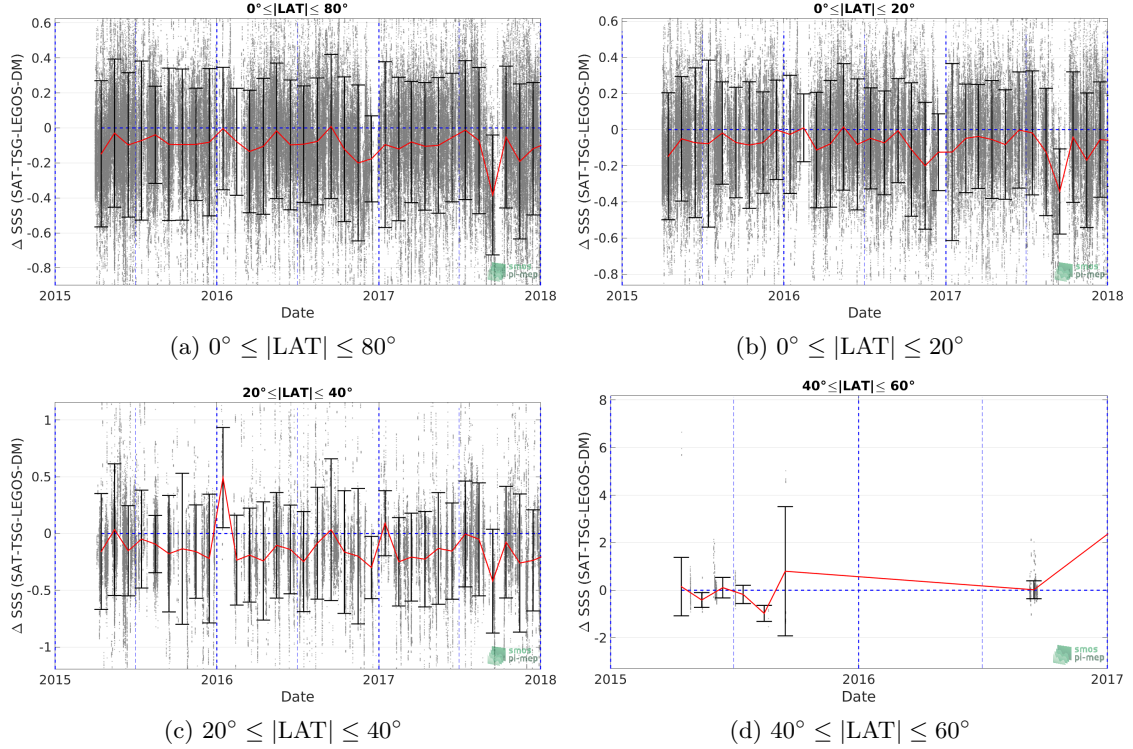 0°≤|LAT|≤ 80°
Δ SSS (SAT-TSG-LEGOS-DM)
0.6
0.4
0.2
0
-0.2
-0.4
-0.6
-0.8
2015
2016
2017
2018
Date
smos
pi-mep
(a) 0° ≤ |LAT| ≤ 80°
0°≤|LAT|≤ 20°
Δ SSS (SAT-TSG-LEGOS-DM)
0.6
0.4
0.2
0
-0.2
-0.4
-0.6
-0.8
2015
2016
2017
2018
Date
smos
pi-mep
(b) 0° ≤ |LAT| ≤ 20°
20°≤|LAT|≤ 40°
Δ SSS (SAT-TSG-LEGOS-DM)
1
0.5
0
-0.5
-1
2015
2016
2017
2018
Date
smos
pi-mep
(c) 20° ≤ |LAT| ≤ 40°
40°≤|LAT|≤ 60°
Δ SSS (SAT-TSG-LEGOS-DM)
8
6
4
2
0
-2
2015
2016
2017
Date
smos
pi-mep
(d) 40° ≤ |LAT| ≤ 60°